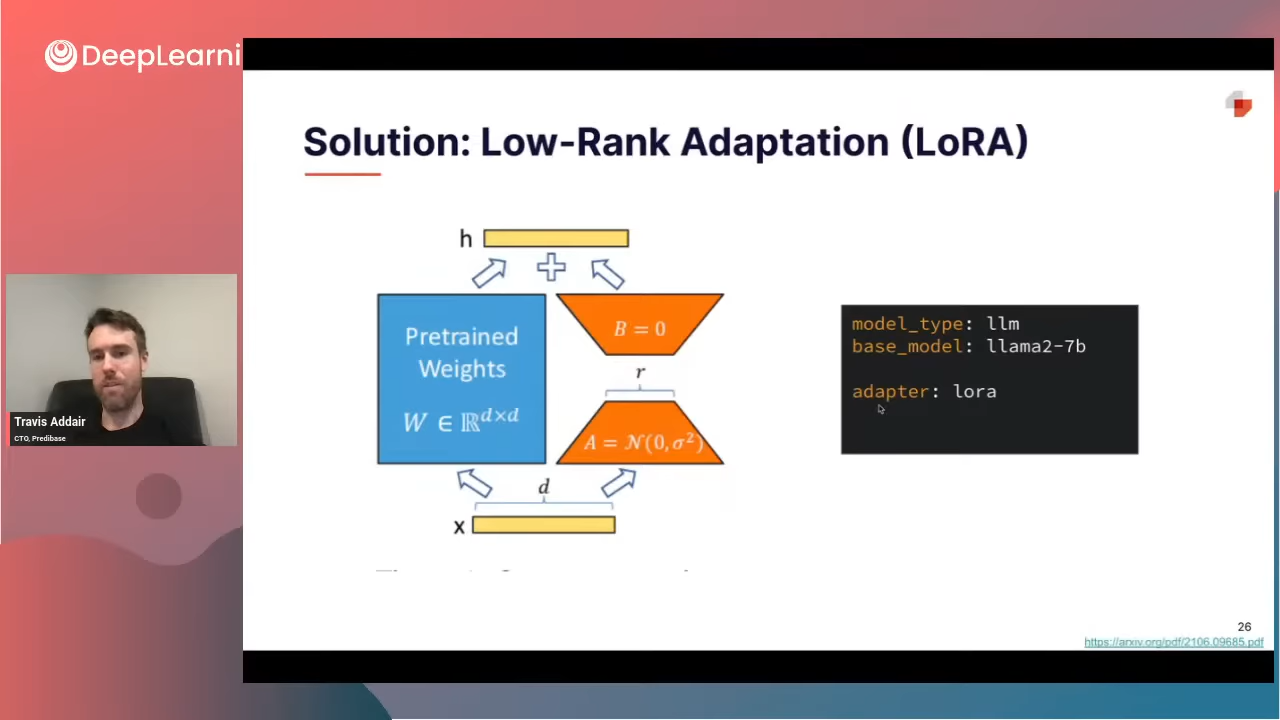 DeepLearni
Solution: Low-Rank Adaptation (LoRA)
h
Pretrained
Weights
W ∈ ℝ^{d×d}
B = 0
r
A = 𝒩(0, σ²)
d
x
model_type: llm
base_model: llama2-7b
adapter: lora
Travis Addair
CTO, Predibase
26
https://arxiv.org/pdf/2106.09685.pdf